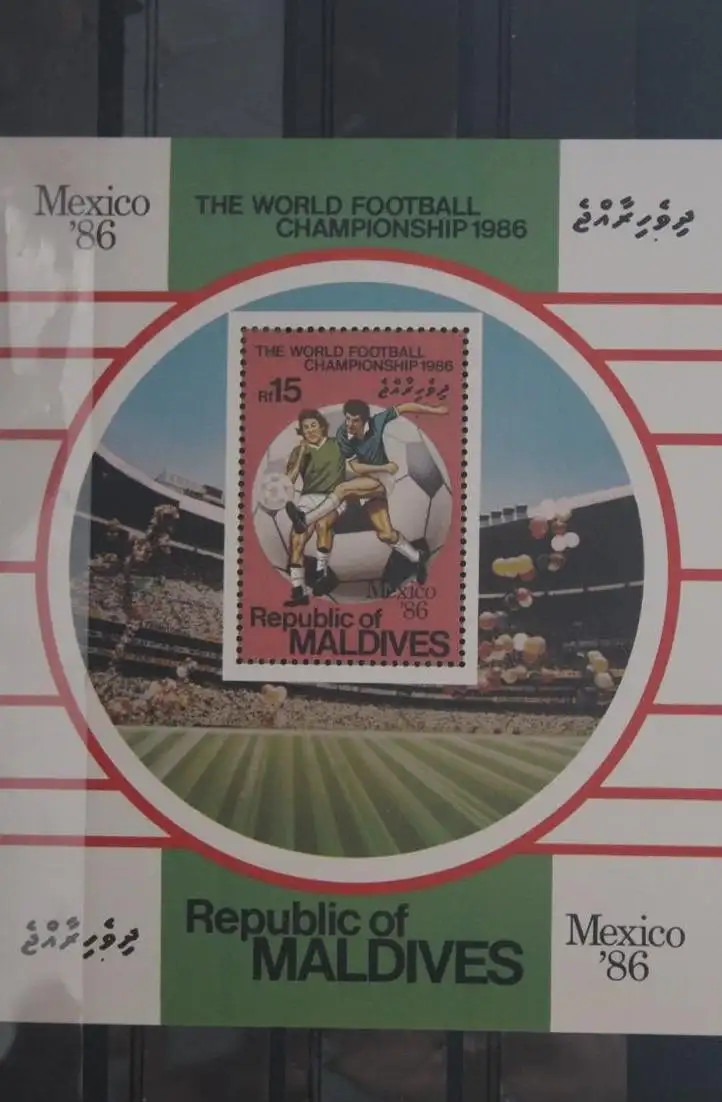 Mexico
'86
THE WORLD FOOTBALL
CHAMPIONSHIP 1986
ދިވެހިރާއްޖެ
THE WORLD FOOTBALL
CHAMPIONSHIP 1986
Rf15
ދިވެހިރާއްޖެ
Mexico
'86
Republic of
MALDIVES
ދިވެހިރާއްޖެ
Republic of
MALDIVES
Mexico
'86